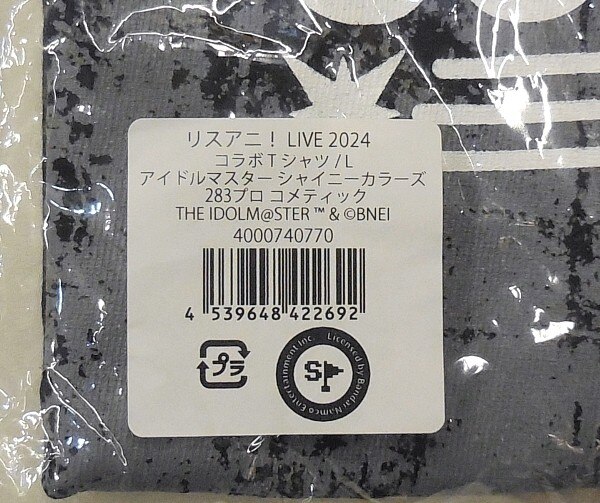 リスアニ！ LIVE 2024
コラボTシャツ/L
アイドルマスター シャイニーカラーズ
283プロ コメティック
THE IDOLM@STER ™ & ©BNEI
4000740770
4 539648 422692
プラ
SP
Licensed by Bandai Namco Entertainment Inc.